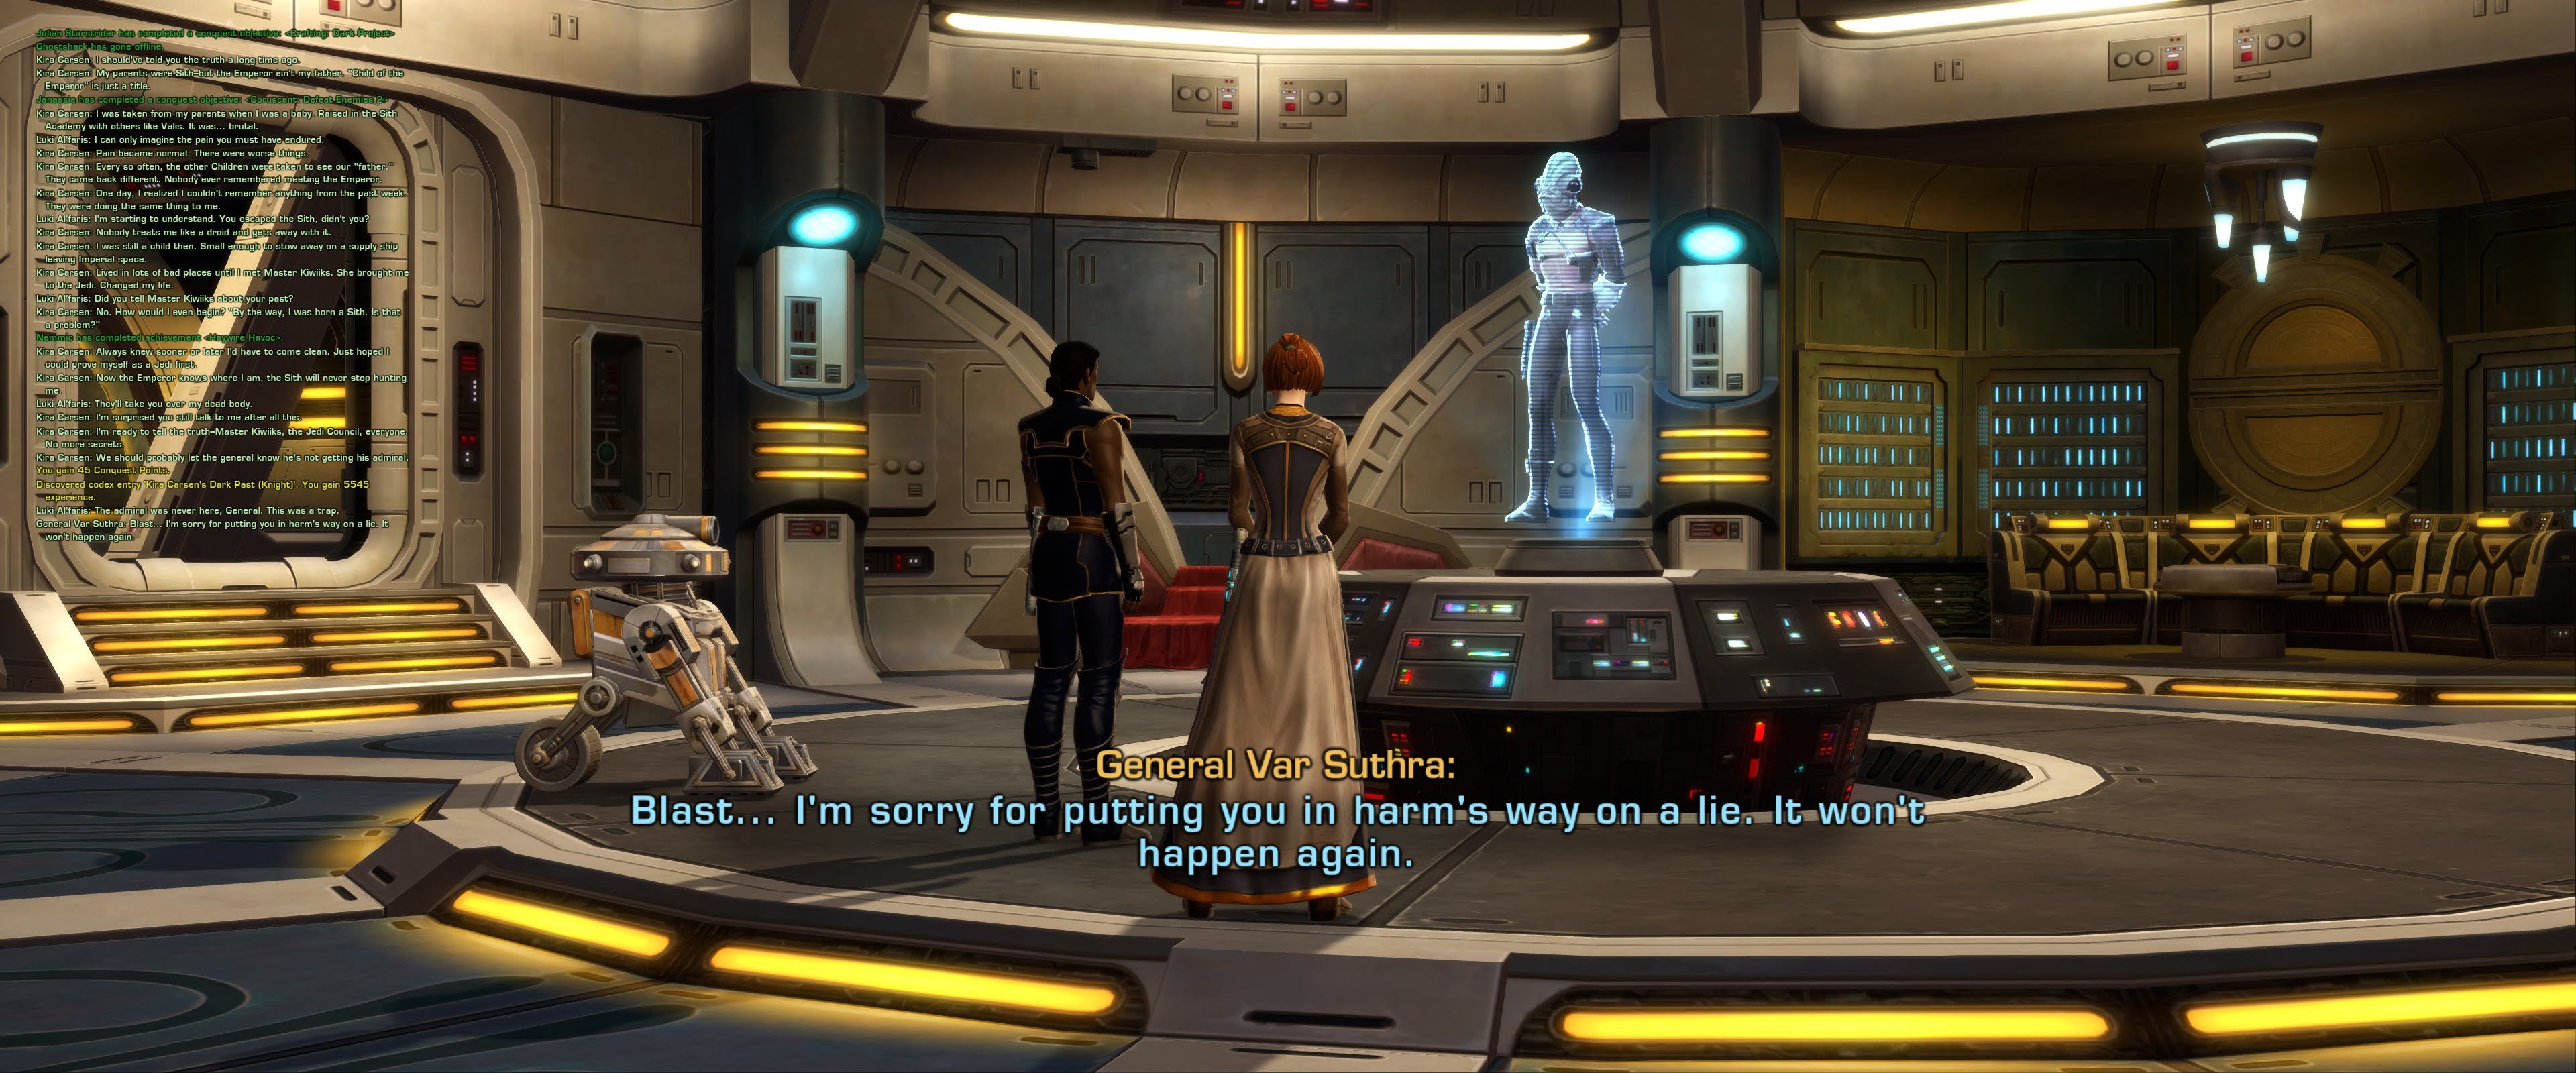 Julian Starstrider has completed a conquest objective: <Crafting: Dark Project>
Ghostshark has gone offline.
Kira Carsen: I should've told you the truth a long time ago.
Kira Carsen: My parents were Sith--but the Emperor isn't my father. "Child of the
Emperor" is just a title.
Janaasia has completed a conquest objective: <Coruscant: Defeat Enemies 2>
Kira Carsen: I was taken from my parents when I was a baby. Raised in the Sith
Academy with others like Valis. It was... brutal.
Luki Al'faris: I can only imagine the pain you must have endured.
Kira Carsen: Pain became normal. There were worse things.
Kira Carsen: Every so often, the other Children were taken to see our "father."
They came back different. Nobody ever remembered meeting the Emperor.
Kira Carsen: One day, I realized I couldn't remember anything from the past week.
They were doing the same thing to me.
Luki Al'faris: I'm starting to understand. You escaped the Sith, didn't you?
Kira Carsen: Nobody treats me like a droid and gets away with it.
Kira Carsen: I was still a child then. Small enough to stow away on a supply ship
leaving Imperial space.
Kira Carsen: Lived in lots of bad places until I met Master Kiwiiks. She brought me
to the Jedi. Changed my life.
Luki Al'faris: Did you tell Master Kiwiiks about your past?
Kira Carsen: No. How would I even begin? "By the way, I was born a Sith. Is that
a problem?"
Nemmie has completed achievement <Haywire Havoc>.
Kira Carsen: Always knew sooner or later I'd have to come clean. Just hoped I
could prove myself as a Jedi first.
Kira Carsen: Now the Emperor knows where I am, the Sith will never stop hunting
me.
Luki Al'faris: They'll take you over my dead body.
Kira Carsen: I'm surprised you still talk to me after all this.
Kira Carsen: I'm ready to tell the truth--Master Kiwiiks, the Jedi Council, everyone.
No more secrets.
Kira Carsen: We should probably let the general know he's not getting his admiral.
You gain 45 Conquest Points.
Discovered codex entry 'Kira Carsen's Dark Past (Knight)'. You gain 5545
experience.
Luki Al'faris: The admiral was never here, General. This was a trap.
General Var Suthra: Blast... I'm sorry for putting you in harm's way on a lie. It
won't happen again.
General Var Suthra:
Blast... I'm sorry for putting you in harm's way on a lie. It won't
happen again.